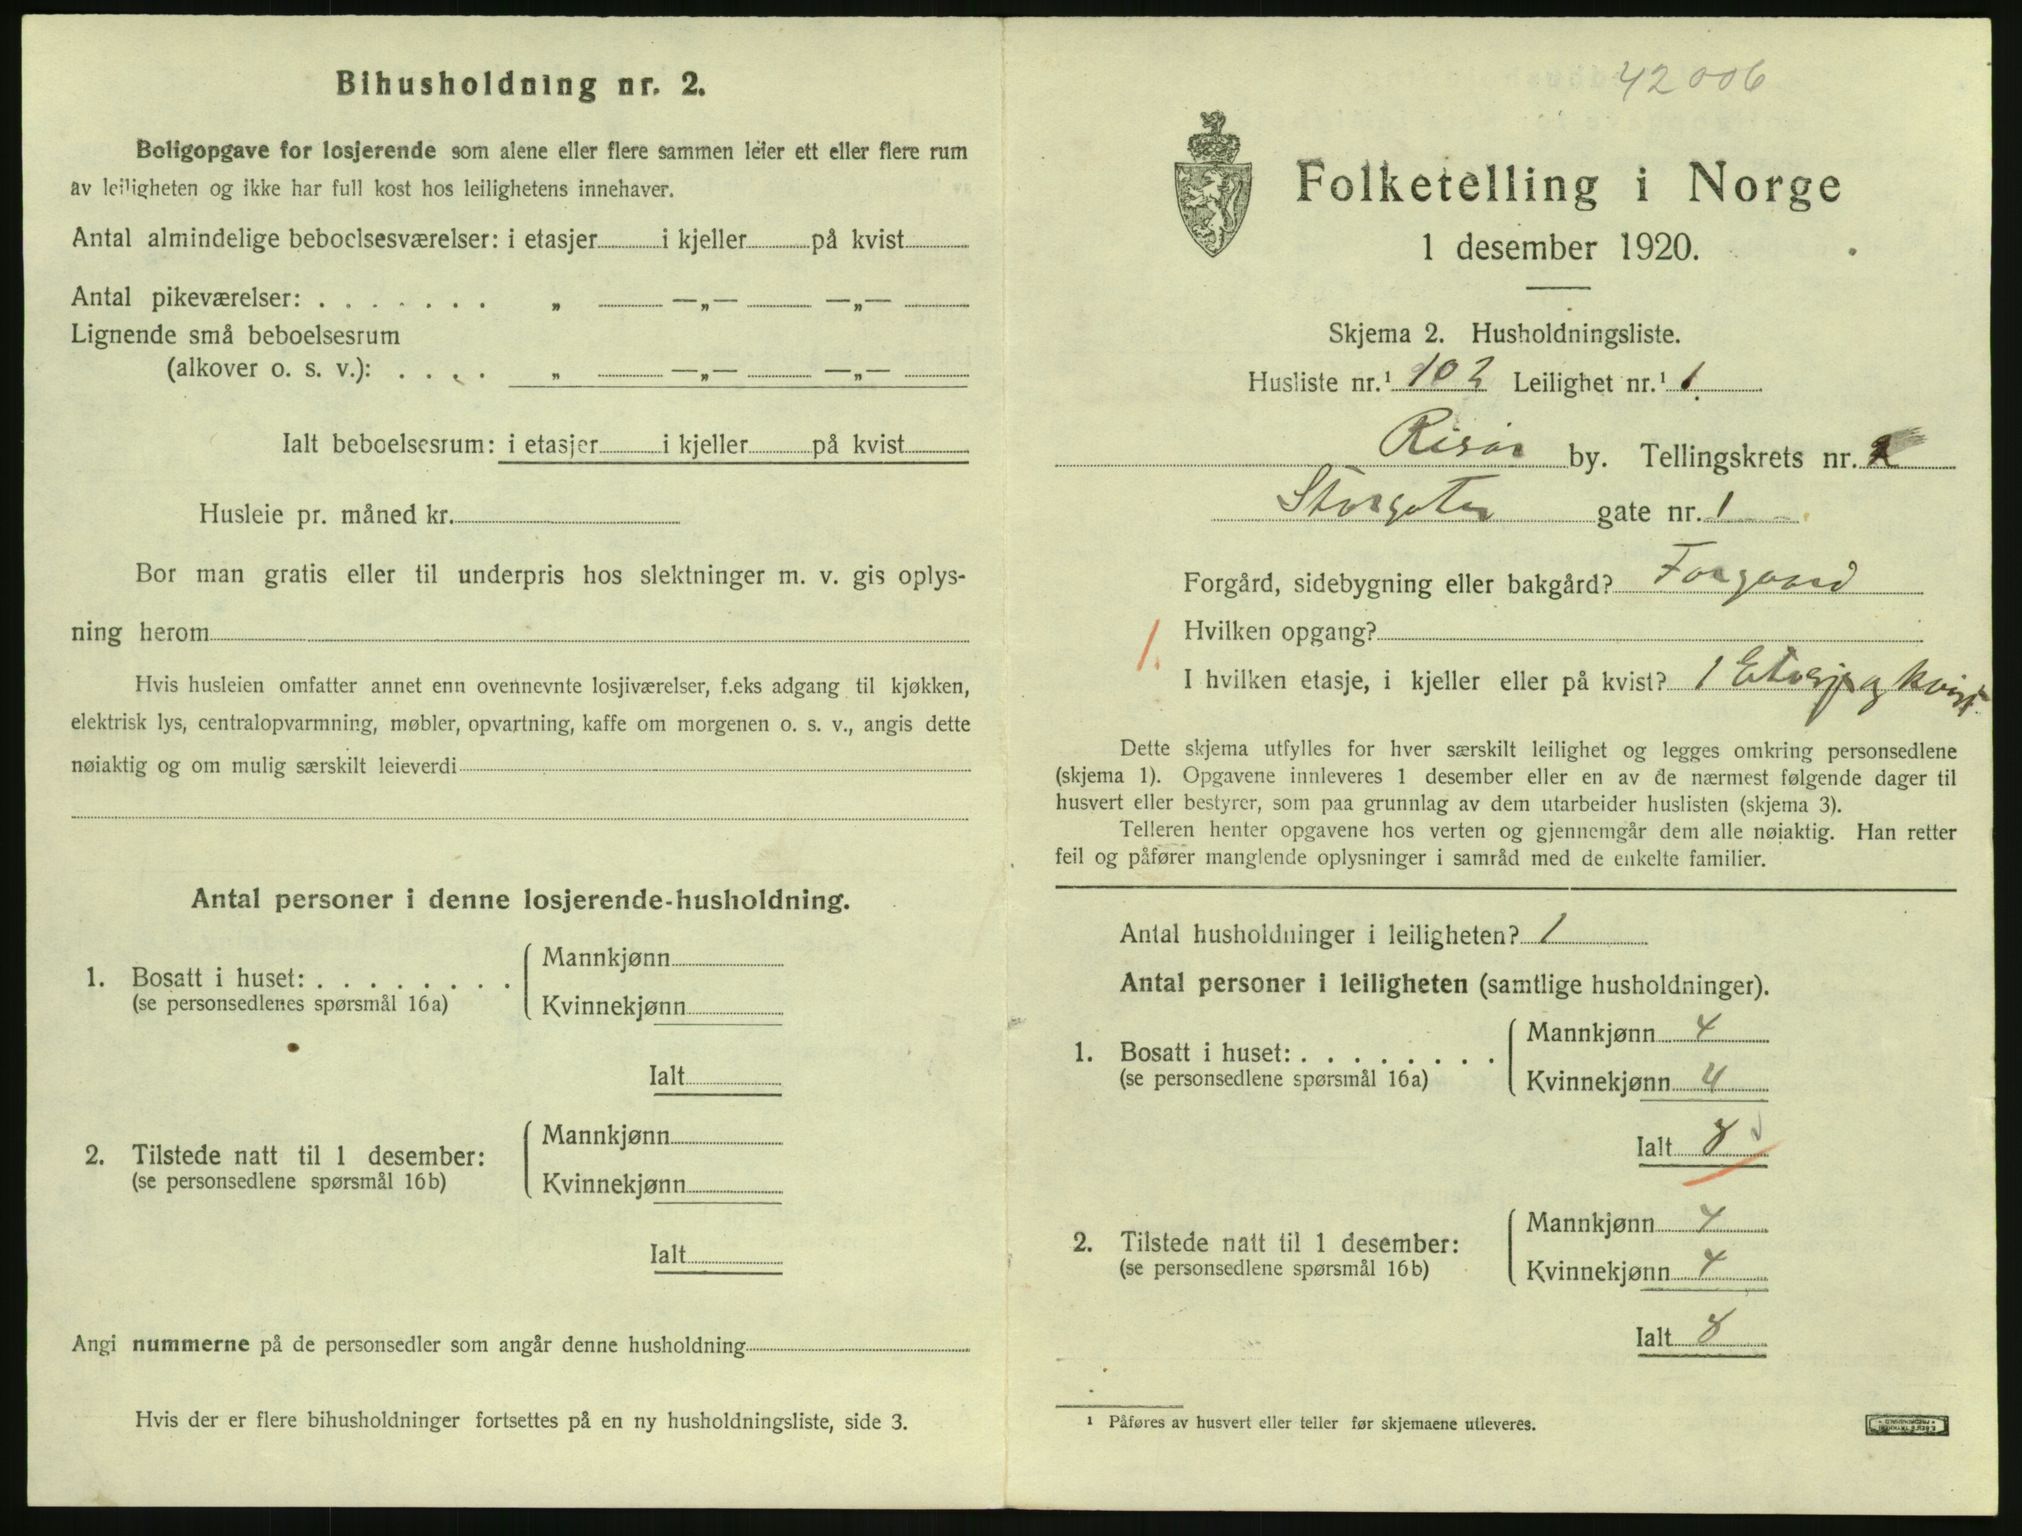 Bihusholdning nr. 2.
Boligopgave for losjerende som alene eller flere sammen leier ett eller flere rum
av leiligheten og ikke har full kost hos leilighetens innehaver.
Antal almindelige beboelsesværelser: i etasjer i kjeller på kvist
Antal pikeværelser: . . . . . . . „ —„— —„—
Lignende små beboelsesrum
(alkover o. s. v.): . . . . „ —„— —„—
Ialt beboelsesrum: i etasjer i kjeller på kvist
Husleie pr. måned kr.
Bor man gratis eller til underpris hos slektninger m. v. gis oplys-
ning herom
Hvis husleien omfatter annet enn ovennevnte losjiværelser, f.eks adgang til kjøkken,
elektrisk lys, centralopvarmning, møbler, opvartning, kaffe om morgenen o. s. v., angis dette
nøiaktig og om mulig særskilt leieverdi
Antal personer i denne losjerende-husholdning.
1. Bosatt i huset: . . . . . . . .
(se personsedlenes spørsmål 16a)
Mannkjønn
Kvinnekjønn
Ialt
2. Tilstede natt til 1 desember:
(se personsedlene spørsmål 16b)
Mannkjønn
Kvinnekjønn
Ialt
Angi nummerne på de personsedler som angår denne husholdning
Hvis der er flere bihusholdninger fortsettes på en ny husholdningsliste, side 3.
42006
Folketelling i Norge
1 desember 1920.
Skjema 2. Husholdningsliste.
Husliste nr.¹ 102 Leilighet nr.¹ 1
Risør by. Tellingskrets nr. 2
Storgaten gate nr. 1
Forgård, sidebygning eller bakgård? Forgaard
Hvilken opgang?
1.
I hvilken etasje, i kjeller eller på kvist? 1 Etasje og kvist.
Dette skjema utfylles for hver særskilt leilighet og legges omkring personsedlene
(skjema 1). Opgavene innleveres 1 desember eller en av de nærmest følgende dager til
husvert eller bestyrer, som paa grunnlag av dem utarbeider huslisten (skjema 3).
Telleren henter opgavene hos verten og gjennemgår dem alle nøiaktig. Han retter
feil og påfører manglende oplysninger i samråd med de enkelte familier.
Antal husholdninger i leiligheten? 1
Antal personer i leiligheten (samtlige husholdninger).
1. Bosatt i huset: . . . . . . . .
(se personsedlene spørsmål 16a)
Mannkjønn 4
Kvinnekjønn 4
Ialt 8
2. Tilstede natt til 1 desember:
(se personsedlene spørsmål 16b)
Mannkjønn 4
Kvinnekjønn 4
Ialt 8
¹ Påføres av husvert eller teller før skjemaene utleveres.